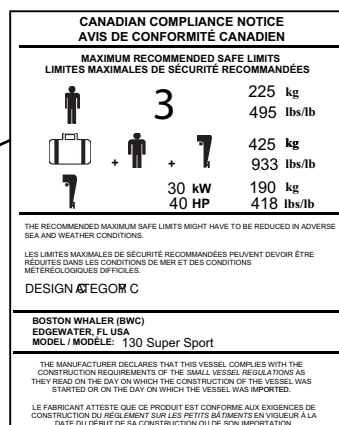 CANADIAN COMPLIANCE NOTICE
AVIS DE CONFORMITÉ CANADIEN
MAXIMUM RECOMMENDED SAFE LIMITS
LIMITES MAXIMALES DE SÉCURITÉ RECOMMANDÉES
3 225 kg
495 lbs/lb
+ + 425 kg
933 lbs/lb
30 kW 190 kg
40 HP 418 lbs/lb
THE RECOMMENDED MAXIMUM SAFE LIMITS MIGHT HAVE TO BE REDUCED IN ADVERSE
SEA AND WEATHER CONDITIONS.
LES LIMITES MAXIMALES DE SÉCURITÉ RECOMMANDÉES PEUVENT DEVOIR ÊTRE
RÉDUITES DANS LES CONDITIONS DE MER ET DES CONDITIONS
MÉTÉOROLOGIQUES DIFFICILES.
DESIGN CATEGORY C
BOSTON WHALER (BWC)
EDGEWATER, FL USA
MODEL / MODÈLE: 130 Super Sport
THE MANUFACTURER DECLARES THAT THIS VESSEL COMPLIES WITH THE
CONSTRUCTION REQUIREMENTS OF THE SMALL VESSEL REGULATIONS AS
THEY READ ON THE DAY ON WHICH THE CONSTRUCTION OF THE VESSEL WAS
STARTED OR ON THE DAY ON WHICH THE VESSEL WAS IMPORTED.
LE FABRICANT ATTESTE QUE CE PRODUIT EST CONFORME AUX EXIGENCES DE
CONSTRUCTION DU RÈGLEMENT SUR LES PETITS BÂTIMENTS EN VIGUEUR À LA
DATE DU DÉBUT DE SA CONSTRUCTION OU DE SON IMPORTATION